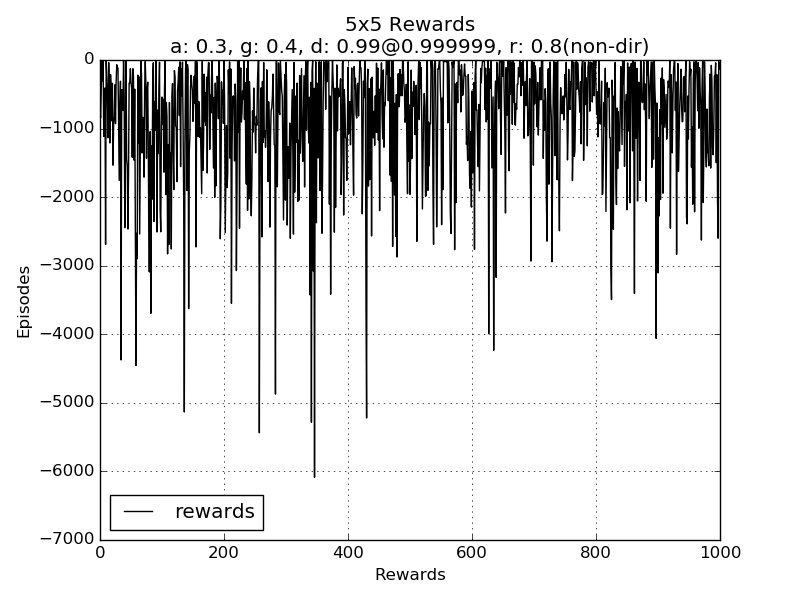 5x5 Rewards
a: 0.3, g: 0.4, d: 0.99@0.999999, r: 0.8(non-dir)
0
−1000
−2000
−3000
−4000
−5000
−6000
−7000
Episodes
rewards
0 200 400 600 800 1000
Rewards